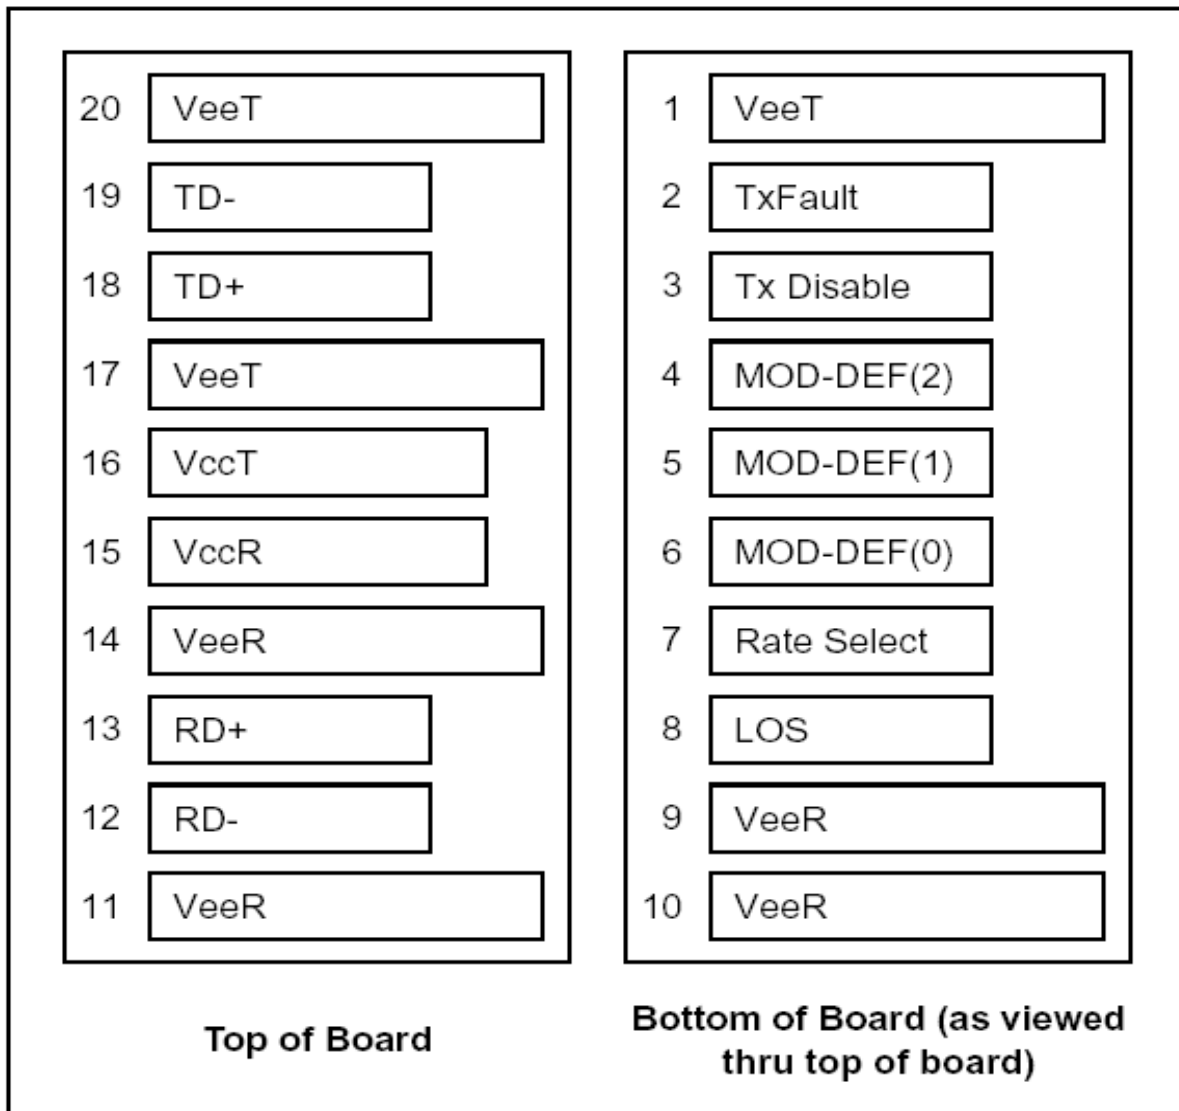 20 VeeT
19 TD-
18 TD+
17 VeeT
16 VccT
15 VccR
14 VeeR
13 RD+
12 RD-
11 VeeR
Top of Board
1 VeeT
2 TxFault
3 Tx Disable
4 MOD-DEF(2)
5 MOD-DEF(1)
6 MOD-DEF(0)
7 Rate Select
8 LOS
9 VeeR
10 VeeR
Bottom of Board (as viewed
thru top of board)